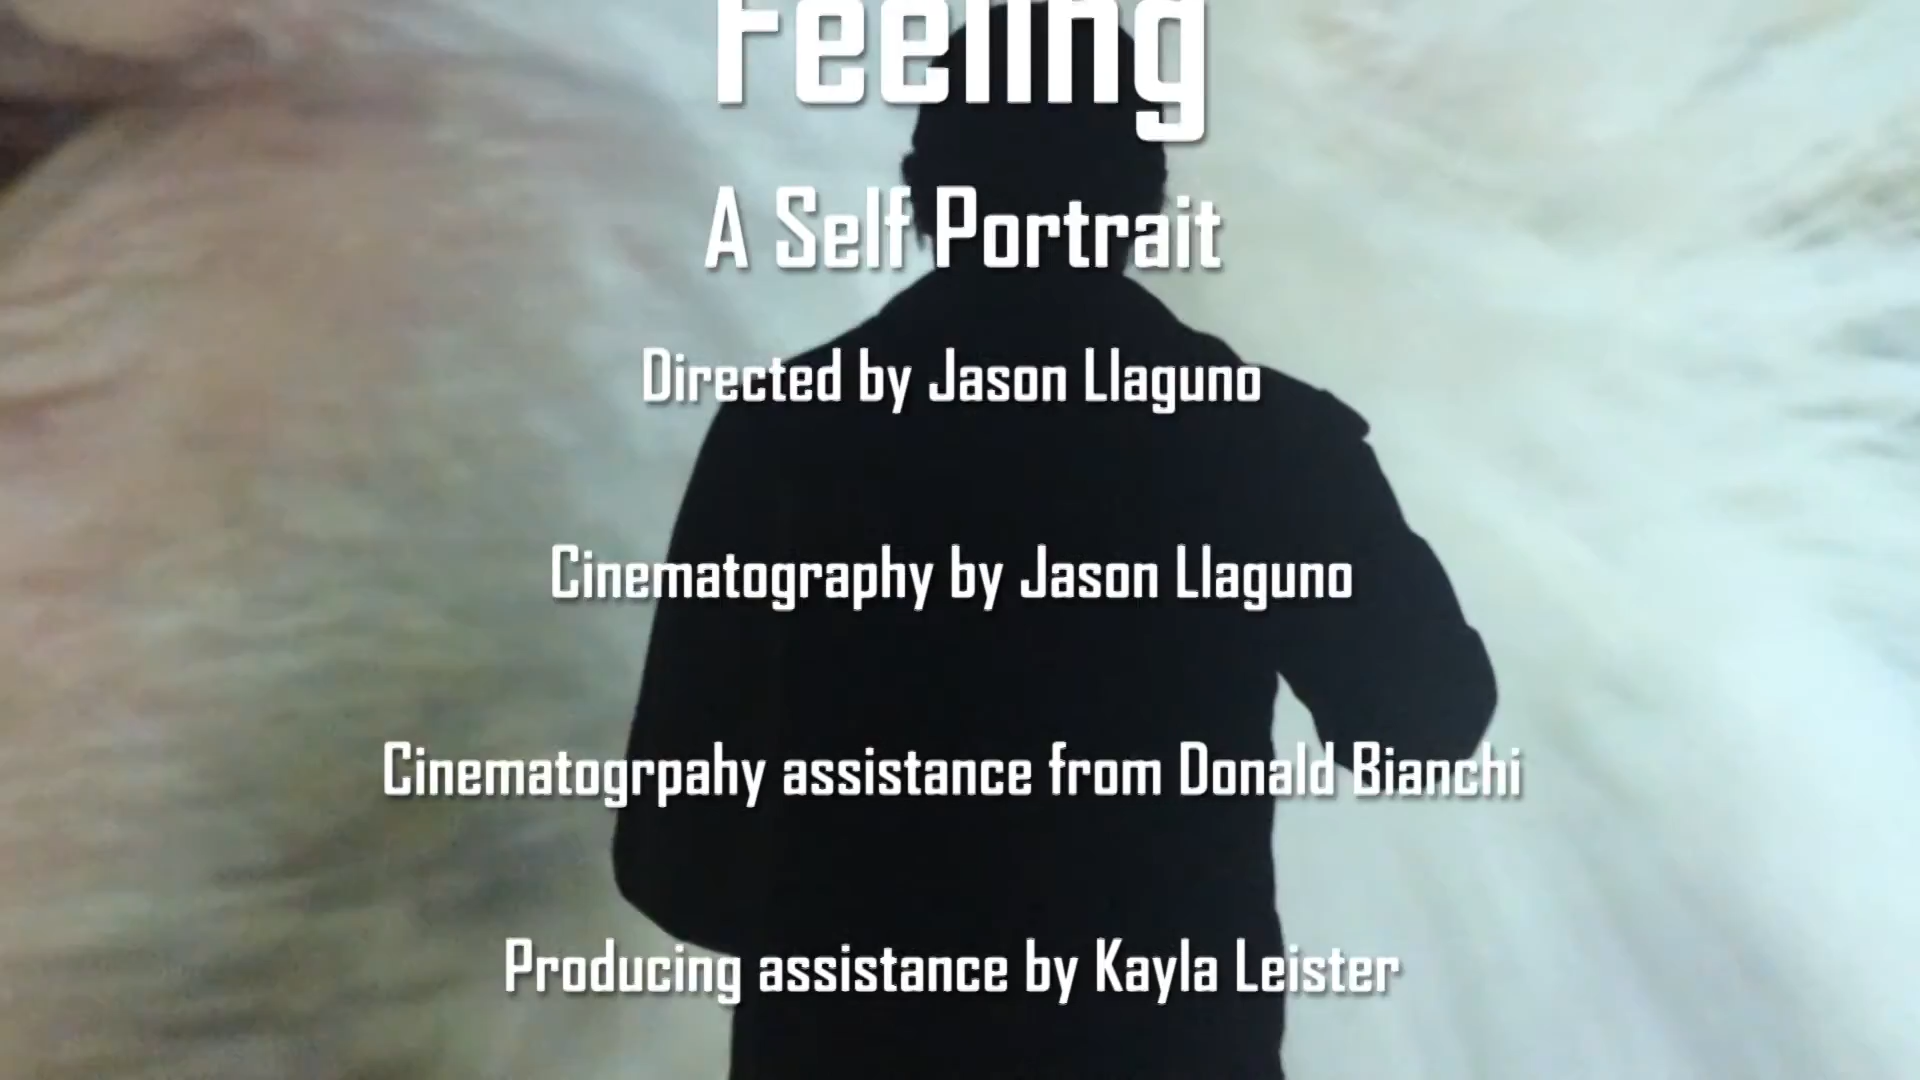 Feeling
A Self Portrait
Directed by Jason Llaguno
Cinematography by Jason Llaguno
Cinematogrpahy assistance from Donald Bianchi
Producing assistance by Kayla Leister